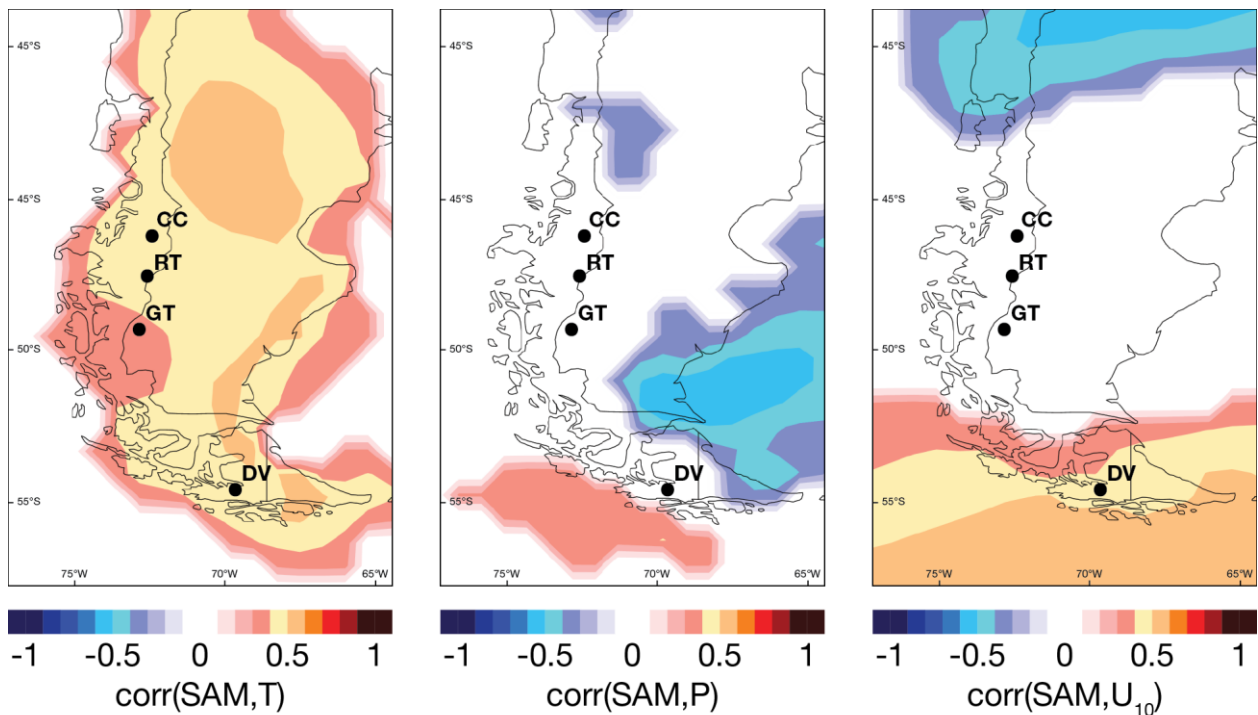 45°S
CC
45°S
RT
GT
50°S
DV
55°S
75°W 70°W 65°W
-1 -0.5 0 0.5 1
corr(SAM,T)
45°S
45°S
CC
RT
GT
50°S
DV
55°S
75°W 70°W 65°W
-1 -0.5 0 0.5 1
corr(SAM,P)
45°S
45°S
CC
RT
GT
50°S
DV
55°S
75°W 70°W 65°W
-1 -0.5 0 0.5 1
corr(SAM,U₁₀)